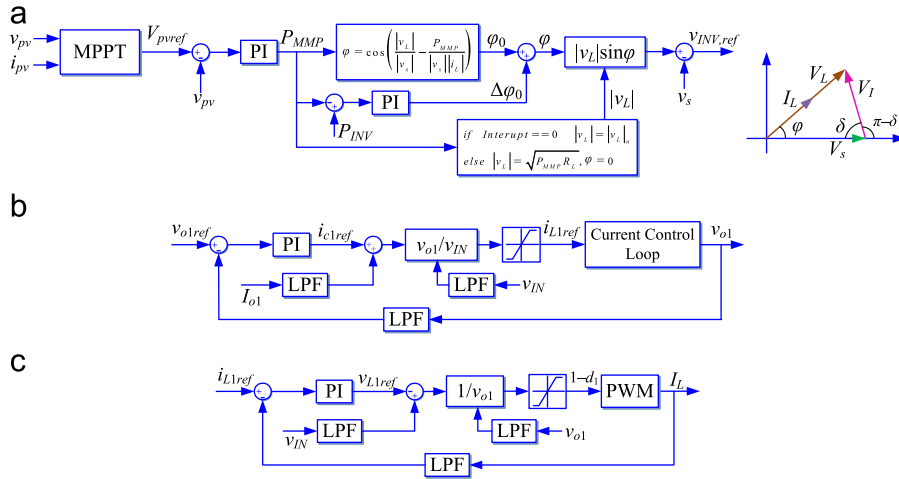 a
v_pv
i_pv
MPPT
V_pvref
+
-
v_pv
PI
P_MMP
φ = cos(|v_L|/|v_s| - P_MMP/|v_s||i_L|)
φ_0
+
+
φ
|v_L|sinφ
+
-
v_INV,ref
v_s
+
-
P_INV
PI
Δφ_0
|v_L|
if Interupt==0 |v_L|=|v_L|_n
else |v_L|=√P_MMP R_L, φ=0
V_L
V_I
I_L
φ
δ
π-δ
V_s
b
v_o1ref
+
-
PI
i_c1ref
+
+
v_o1/v_IN
i_L1ref
Current Control
Loop
v_o1
I_o1
LPF
LPF
v_IN
LPF
c
i_L1ref
+
-
PI
v_L1ref
-
+
1/v_o1
1-d_1
PWM
I_L
v_IN
LPF
LPF
v_o1
LPF